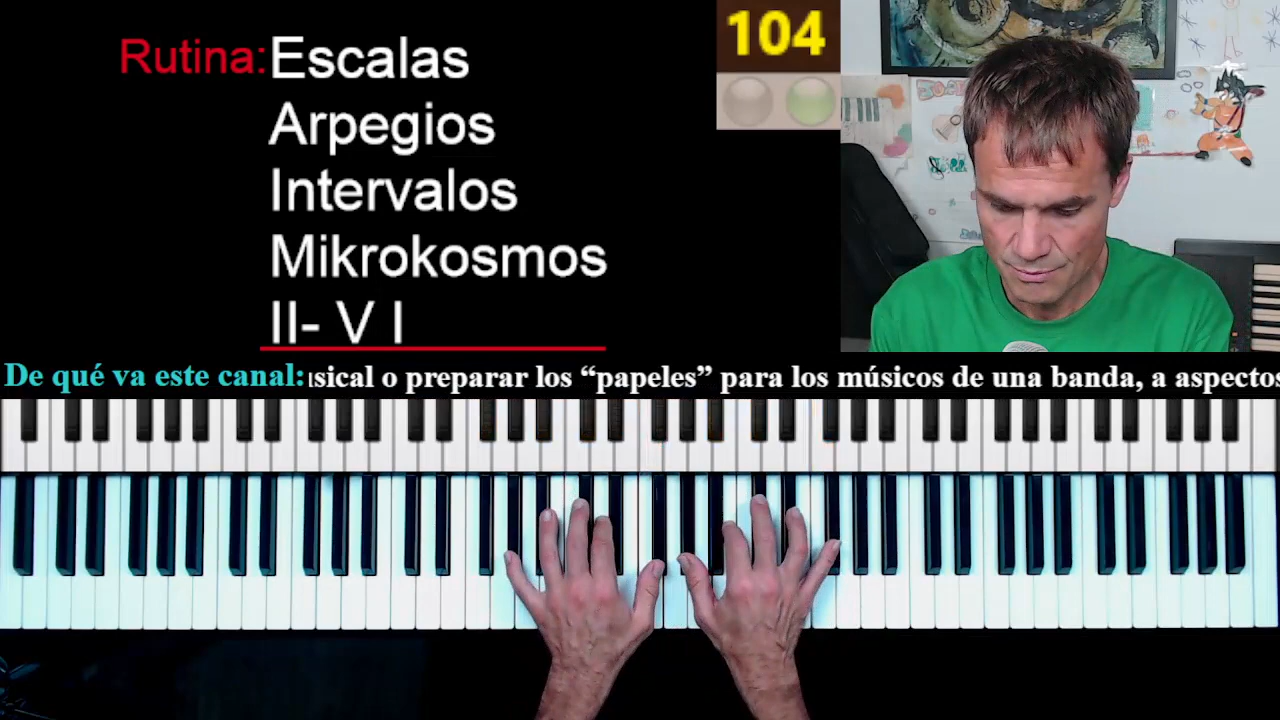 Rutina: Escalas
Arpegios
Intervalos
Mikrokosmos
II- V I
104
De qué va este canal: usical o preparar los “papeles” para los músicos de una banda, a aspectos